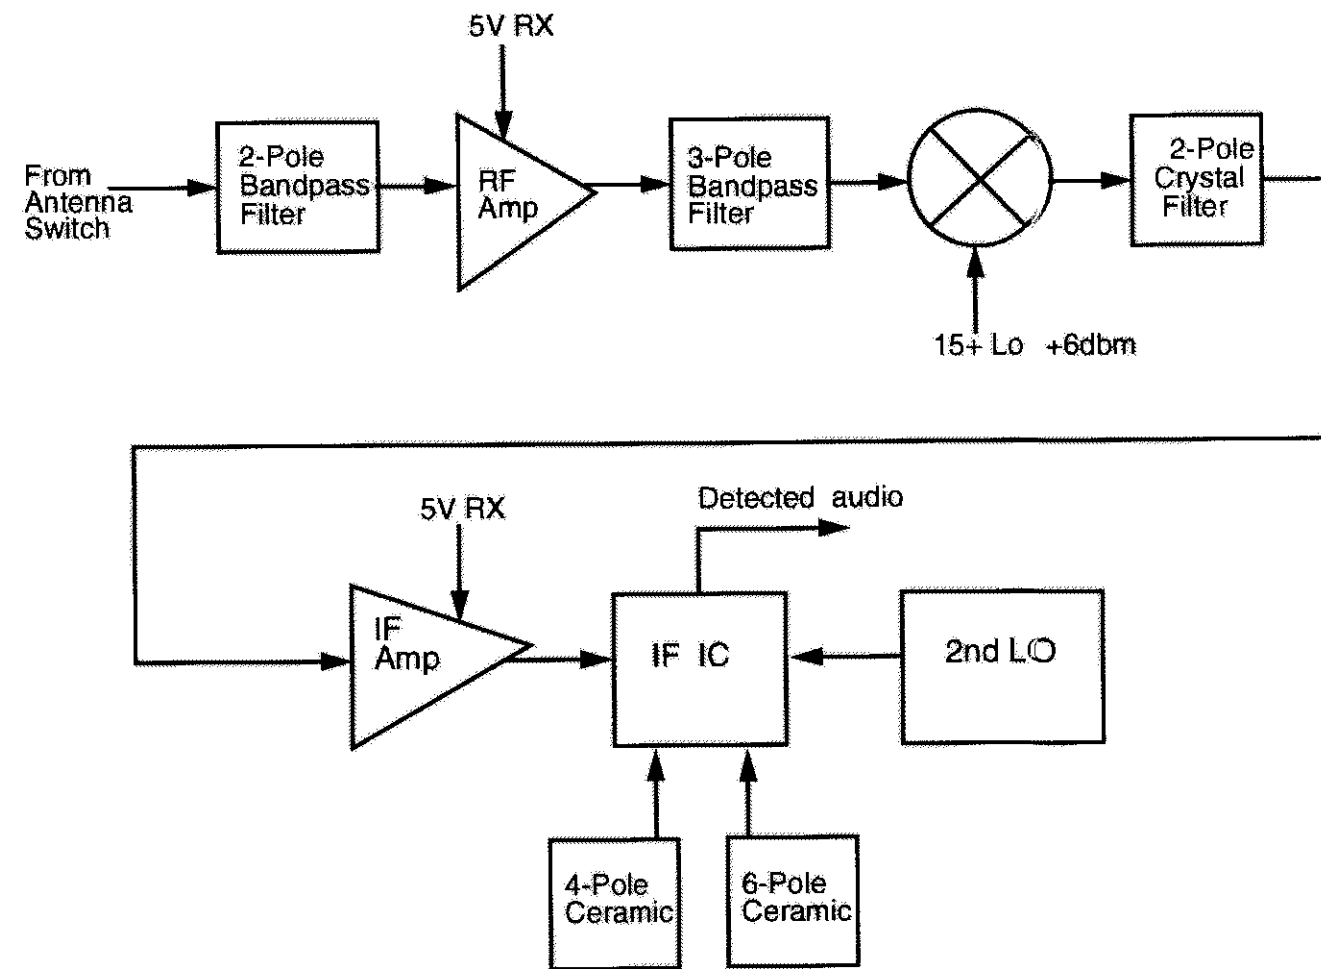 5V RX
From
Antenna
Switch
2-Pole
Bandpass
Filter
RF
Amp
3-Pole
Bandpass
Filter
2-Pole
Crystal
Filter
15+ Lo +6dbm
5V RX
Detected audio
IF
Amp
IF IC
2nd LO
4-Pole
Ceramic
6-Pole
Ceramic